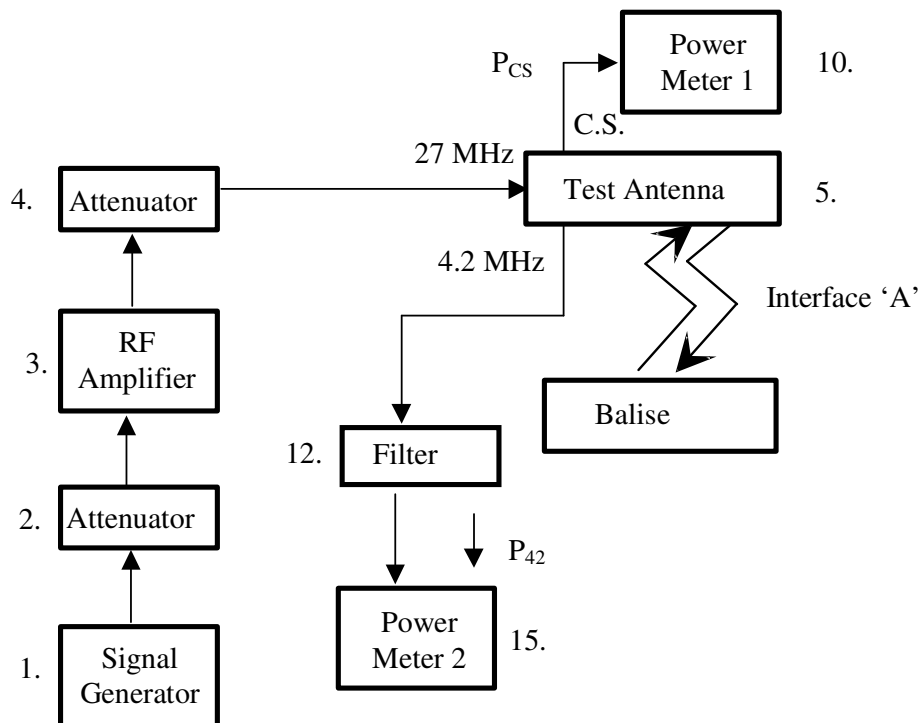 Power
Meter 1
10.
P_CS
C.S.
27 MHz
4.
Attenuator
Test Antenna
5.
4.2 MHz
Interface ‘A’
3.
RF
Amplifier
Balise
12.
Filter
2.
Attenuator
P_42
Power
Meter 2
15.
1.
Signal
Generator